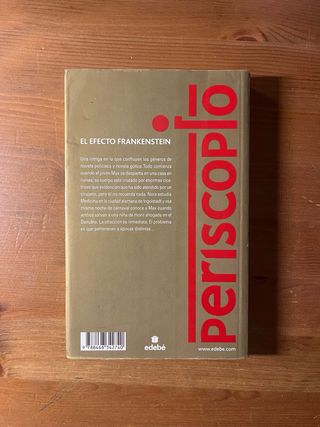 EL EFECTO FRANKENSTEIN
Una intriga en la que confluyen los géneros de
novela policíaca y novela gótica. Todo comienza
cuando el joven Max se despierta en una casa en
ruinas; su cuerpo está cruzado por enormes cica-
trices que evidencian que ha sido atendido por un
cirujano, pero él no recuerda nada. Nora estudia
Medicina en la ciudad alemana de Ingolstadt y esa
misma noche de carnaval conoce a Max cuando
ambos salvan a una niña de morir ahogada en el
Danubio. La atracción es inmediata. El problema
es que pertenecen a épocas distintas...
periscopio
edebé
www.edebe.com
9 788468 342740